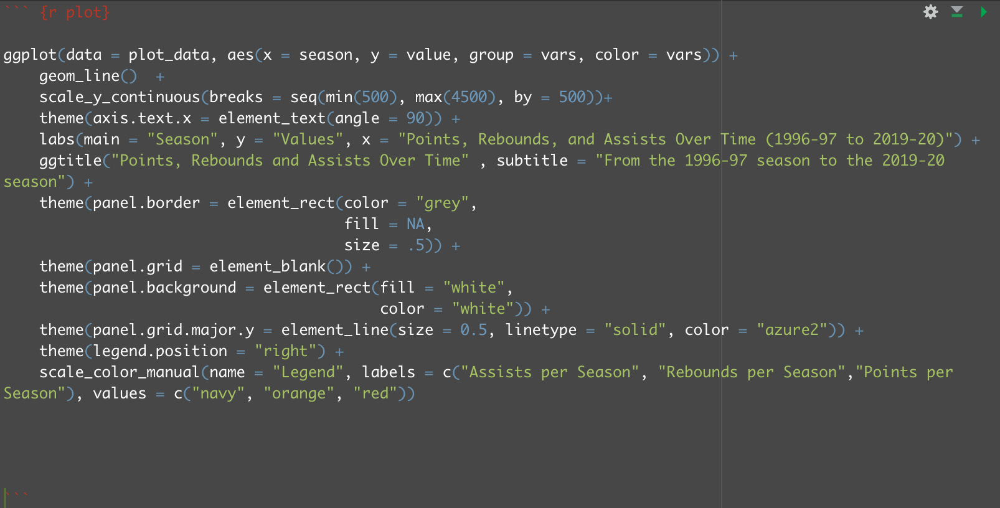 ``` {r plot}
ggplot(data = plot_data, aes(x = season, y = value, group = vars, color = vars)) +
    geom_line()  +
    scale_y_continuous(breaks = seq(min(500), max(4500), by = 500))+
    theme(axis.text.x = element_text(angle = 90)) +
    labs(main = "Season", y = "Values", x = "Points, Rebounds, and Assists Over Time (1996-97 to 2019-20)") +
    ggtitle("Points, Rebounds and Assists Over Time" , subtitle = "From the 1996-97 season to the 2019-20
season") +
    theme(panel.border = element_rect(color = "grey",
                                      fill = NA,
                                      size = .5)) +
    theme(panel.grid = element_blank()) +
    theme(panel.background = element_rect(fill = "white",
                                          color = "white")) +
    theme(panel.grid.major.y = element_line(size = 0.5, linetype = "solid", color = "azure2")) +
    theme(legend.position = "right") +
    scale_color_manual(name = "Legend", labels = c("Assists per Season", "Rebounds per Season","Points per
Season"), values = c("navy", "orange", "red"))
```